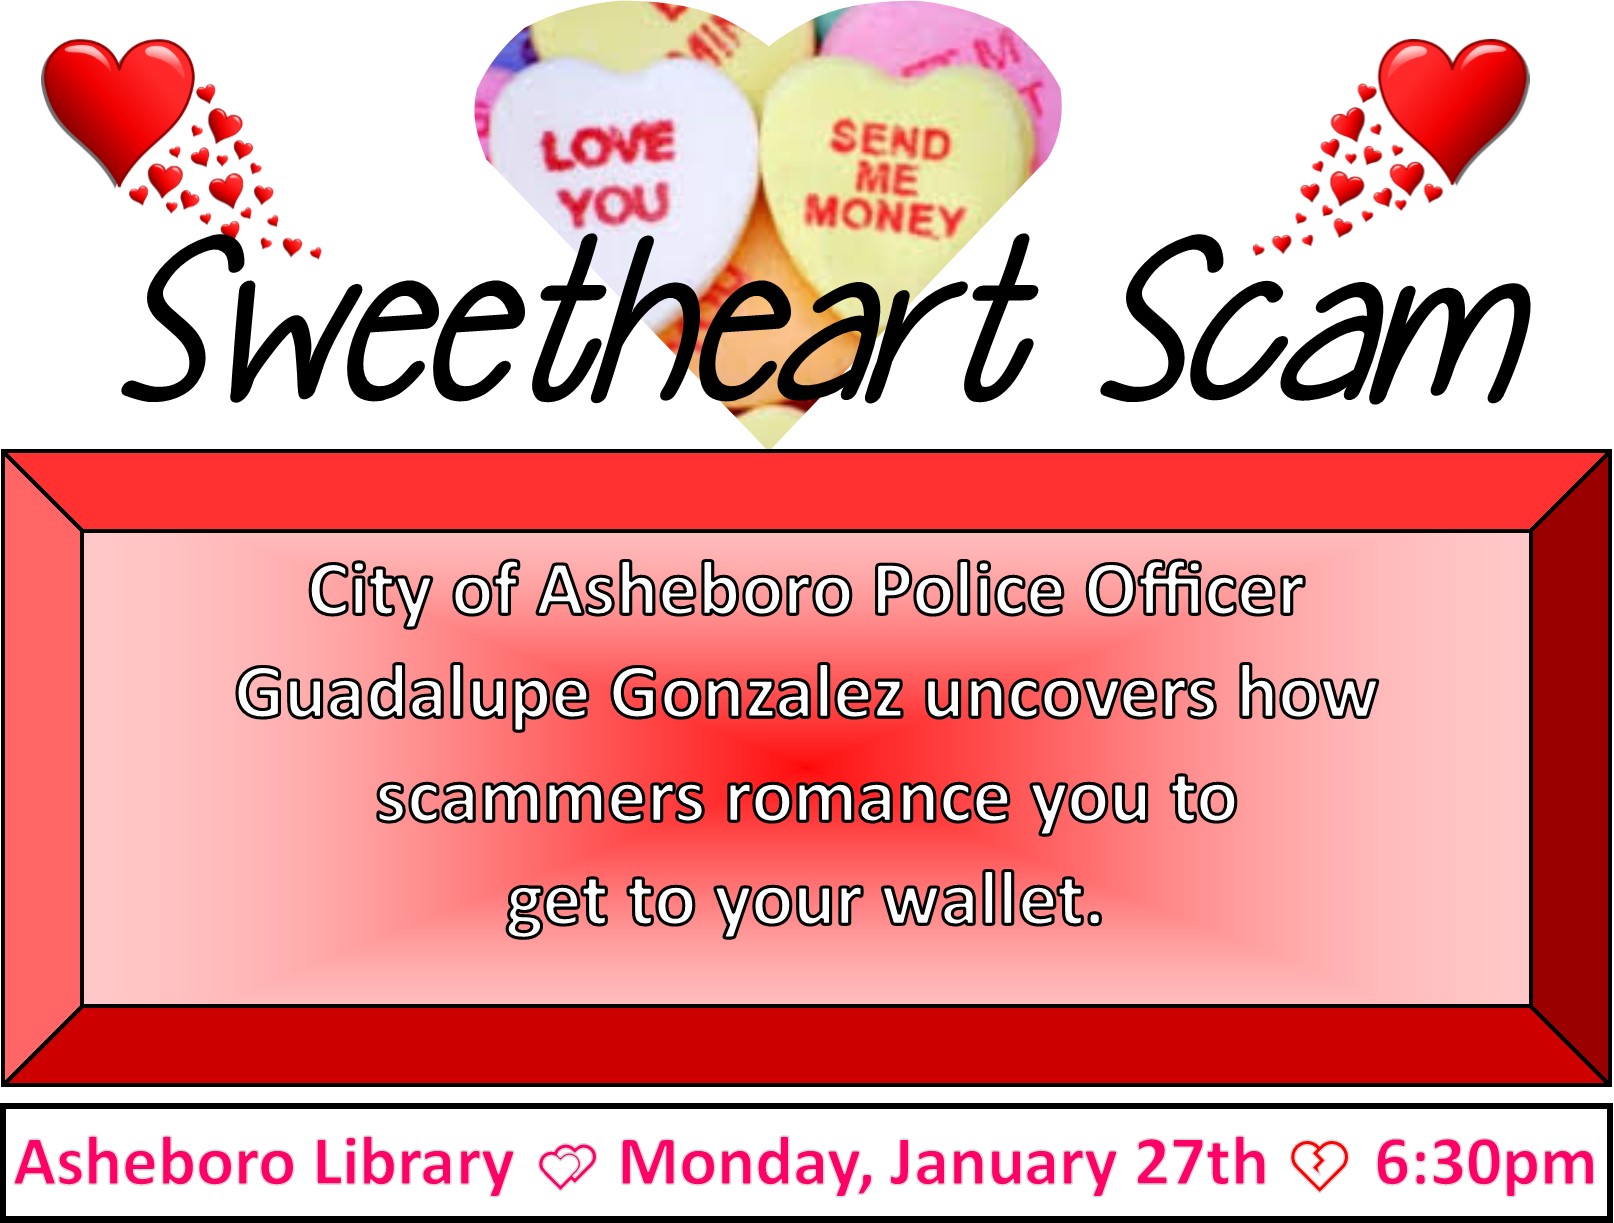 LOVE
YOU
SEND
ME
MONEY
Sweetheart Scam
City of Asheboro Police Officer
Guadalupe Gonzalez uncovers how
scammers romance you to
get to your wallet.
Asheboro Library Monday, January 27th 6:30pm